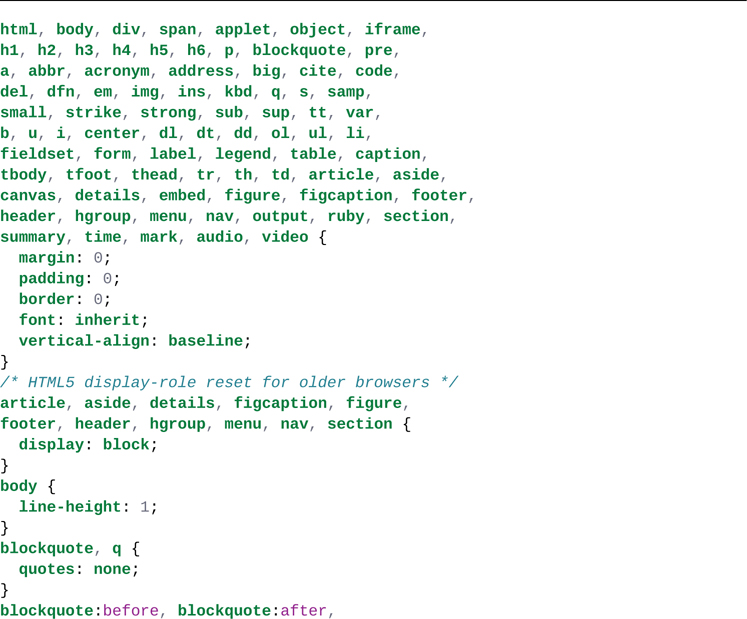 html, body, div, span, applet, object, iframe,
h1, h2, h3, h4, h5, h6, p, blockquote, pre,
a, abbr, acronym, address, big, cite, code,
del, dfn, em, img, ins, kbd, q, s, samp,
small, strike, strong, sub, sup, tt, var,
b, u, i, center, dl, dt, dd, ol, ul, li,
fieldset, form, label, legend, table, caption,
tbody, tfoot, thead, tr, th, td, article, aside,
canvas, details, embed, figure, figcaption, footer,
header, hgroup, menu, nav, output, ruby, section,
summary, time, mark, audio, video {
  margin: 0;
  padding: 0;
  border: 0;
  font: inherit;
  vertical-align: baseline;
}
/* HTML5 display-role reset for older browsers */
article, aside, details, figcaption, figure,
footer, header, hgroup, menu, nav, section {
  display: block;
}
body {
  line-height: 1;
}
blockquote, q {
  quotes: none;
}
blockquote:before, blockquote:after,